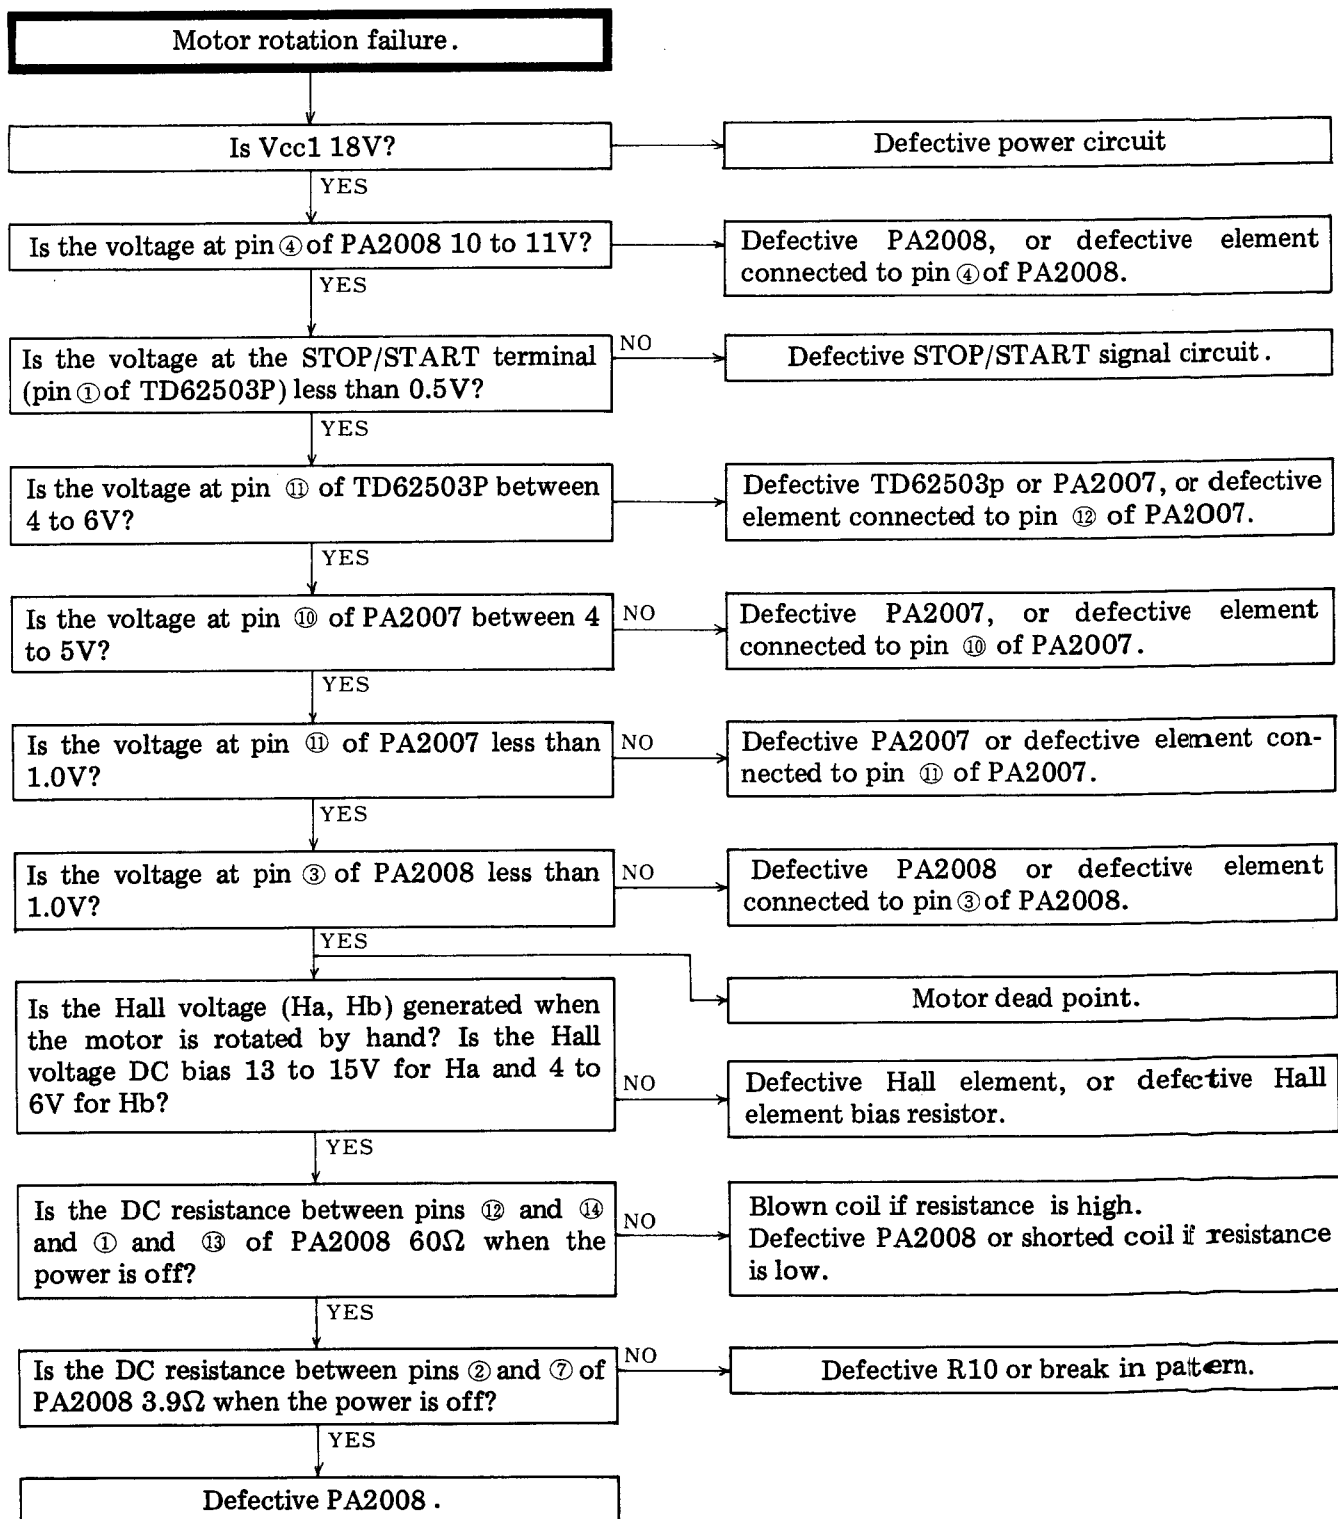 Motor rotation failure.
Is Vcc1 18V?
Defective power circuit
YES
Is the voltage at pin ④ of PA2008 10 to 11V?
Defective PA2008, or defective element
connected to pin ④ of PA2008.
YES
Is the voltage at the STOP/START terminal
(pin ① of TD62503P) less than 0.5V?
NO
Defective STOP/START signal circuit.
YES
Is the voltage at pin ⑪ of TD62503P between
4 to 6V?
Defective TD62503p or PA2007, or defective
element connected to pin ⑫ of PA2007.
YES
Is the voltage at pin ⑩ of PA2007 between 4
to 5V?
NO
Defective PA2007, or defective element
connected to pin ⑩ of PA2007.
YES
Is the voltage at pin ⑪ of PA2007 less than
1.0V?
NO
Defective PA2007 or defective element con-
nected to pin ⑪ of PA2007.
YES
Is the voltage at pin ③ of PA2008 less than
1.0V?
NO
Defective PA2008 or defective element
connected to pin ③ of PA2008.
YES
Motor dead point.
Is the Hall voltage (Ha, Hb) generated when
the motor is rotated by hand? Is the Hall
voltage DC bias 13 to 15V for Ha and 4 to
6V for Hb?
NO
Defective Hall element, or defective Hall
element bias resistor.
YES
Is the DC resistance between pins ⑫ and ⑭
and ① and ⑬ of PA2008 60Ω when the
power is off?
NO
Blown coil if resistance is high.
Defective PA2008 or shorted coil if resistance
is low.
YES
Is the DC resistance between pins ② and ⑦ of
PA2008 3.9Ω when the power is off?
NO
Defective R10 or break in pattern.
YES
Defective PA2008.